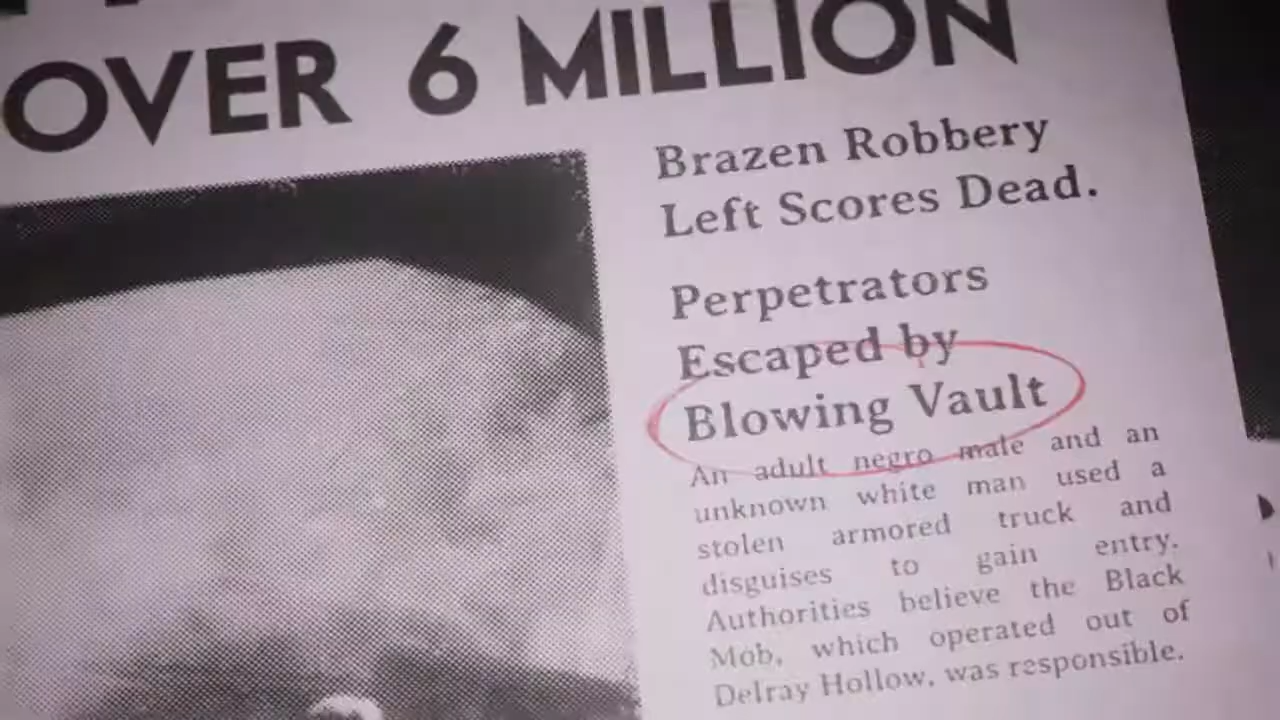 OVER 6 MILLION
Brazen Robbery
Left Scores Dead.
Perpetrators
Escaped by
Blowing Vault
An adult negro male and an
unknown white man used a
stolen armored truck and
disguises to gain entry.
Authorities believe the Black
Mob, which operated out of
Delray Hollow, was responsible.